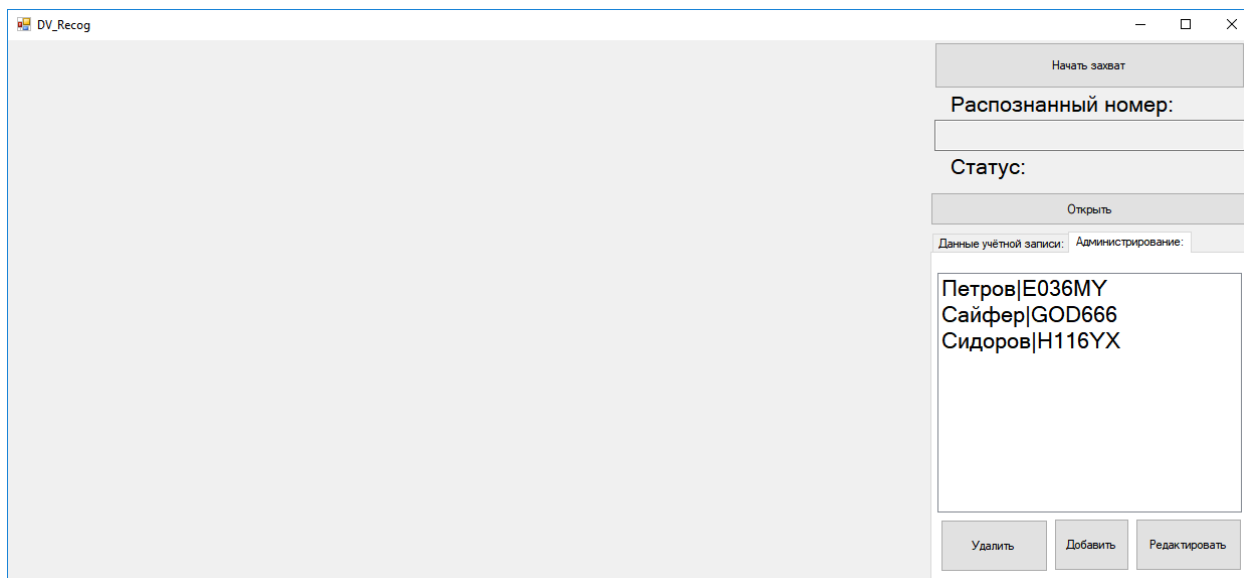 DV_Recog
Начать захват
Распознанный номер:
Статус:
Открыть
Данные учётной записи: Администрирование:
Петров|E036MY
Сайфер|GOD666
Сидоров|H116YX
Удалить Добавить Редактировать